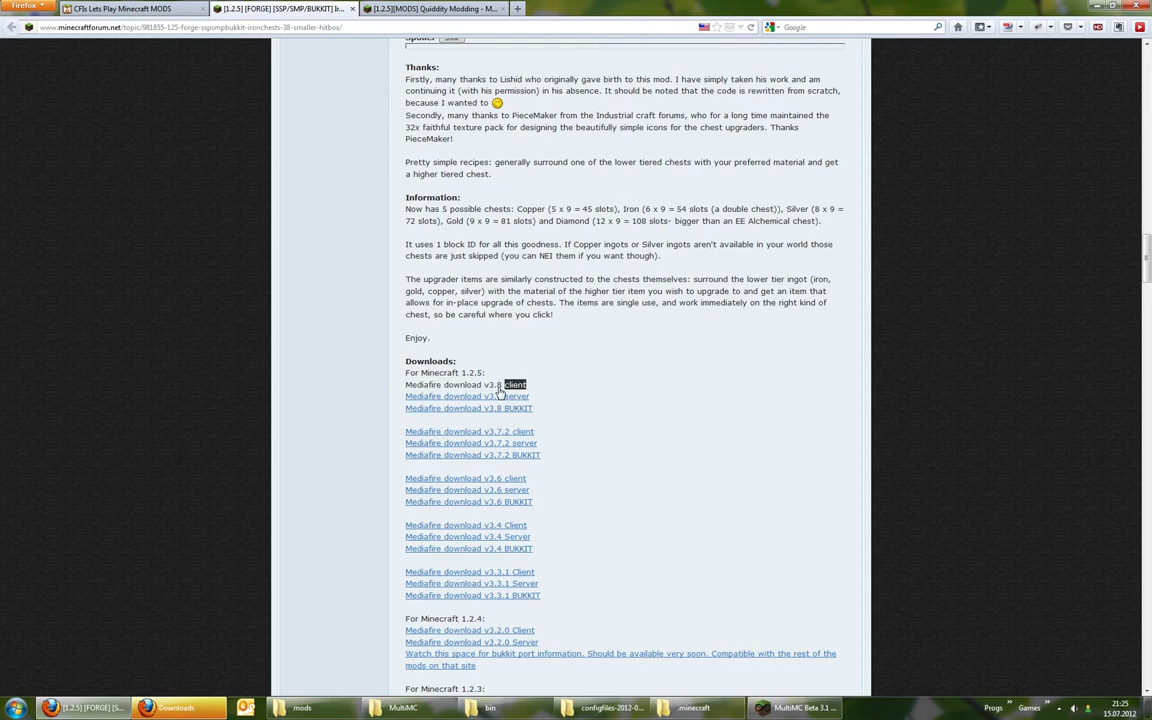 Firefox
CFIs Lets Play Minecraft MODS
[1.2.5] [FORGE] [SSP/SMP/BUKKIT] Ir...
[1.2.5][MODS] Quiddity Modding - M...
www.minecraftforum.net/topic/981855-125-forge-sspsmpbukkit-ironchests-38-smaller-hitbox/
Google
Spoiler
Thanks:
Firstly, many thanks to Lishid who originally gave birth to this mod. I have simply taken his work and am
continuing it (with his permission) in his absence. It should be noted that the code is rewritten from scratch,
because I wanted to
Secondly, many thanks to PieceMaker from the Industrial craft forums, who for a long time maintained the
32x faithful texture pack for designing the beautifully simple icons for the chest upgraders. Thanks
PieceMaker!
Pretty simple recipes: generally surround one of the lower tiered chests with your preferred material and get
a higher tiered chest.
Information:
Now has 5 possible chests: Copper (5 x 9 = 45 slots), Iron (6 x 9 = 54 slots (a double chest)), Silver (8 x 9 =
72 slots), Gold (9 x 9 = 81 slots) and Diamond (12 x 9 = 108 slots- bigger than an EE Alchemical chest).
It uses 1 block ID for all this goodness. If Copper ingots or Silver ingots aren't available in your world those
chests are just skipped (you can NEI them if you want though).
The upgrader items are similarly constructed to the chests themselves: surround the lower tier ingot (iron,
gold, copper, silver) with the material of the higher tier item you wish to upgrade to and get an item that
allows for in-place upgrade of chests. The items are single use, and work immediately on the right kind of
chest, so be careful where you click!
Enjoy.
Downloads:
For Minecraft 1.2.5:
Mediafire download v3.8 client
Mediafire download v3. server
Mediafire download v3.8 BUKKIT
Mediafire download v3.7.2 client
Mediafire download v3.7.2 server
Mediafire download v3.7.2 BUKKIT
Mediafire download v3.6 client
Mediafire download v3.6 server
Mediafire download v3.6 BUKKIT
Mediafire download v3.4 Client
Mediafire download v3.4 Server
Mediafire download v3.4 BUKKIT
Mediafire download v3.3.1 Client
Mediafire download v3.3.1 Server
Mediafire download v3.3.1 BUKKIT
For Minecraft 1.2.4:
Mediafire download v3.2.0 Client
Mediafire download v3.2.0 Server
Watch this space for bukkit port information. Should be available very soon. Compatible with the rest of the
mods on that site
For Minecraft 1.2.3:
[1.2.5] [FORGE] [S...
Downloads
mods
MultiMC
bin
configfiles-2012-0...
.minecraft
MultiMC Beta 3.1 ...
Progs
Games
21:25
15.07.2012